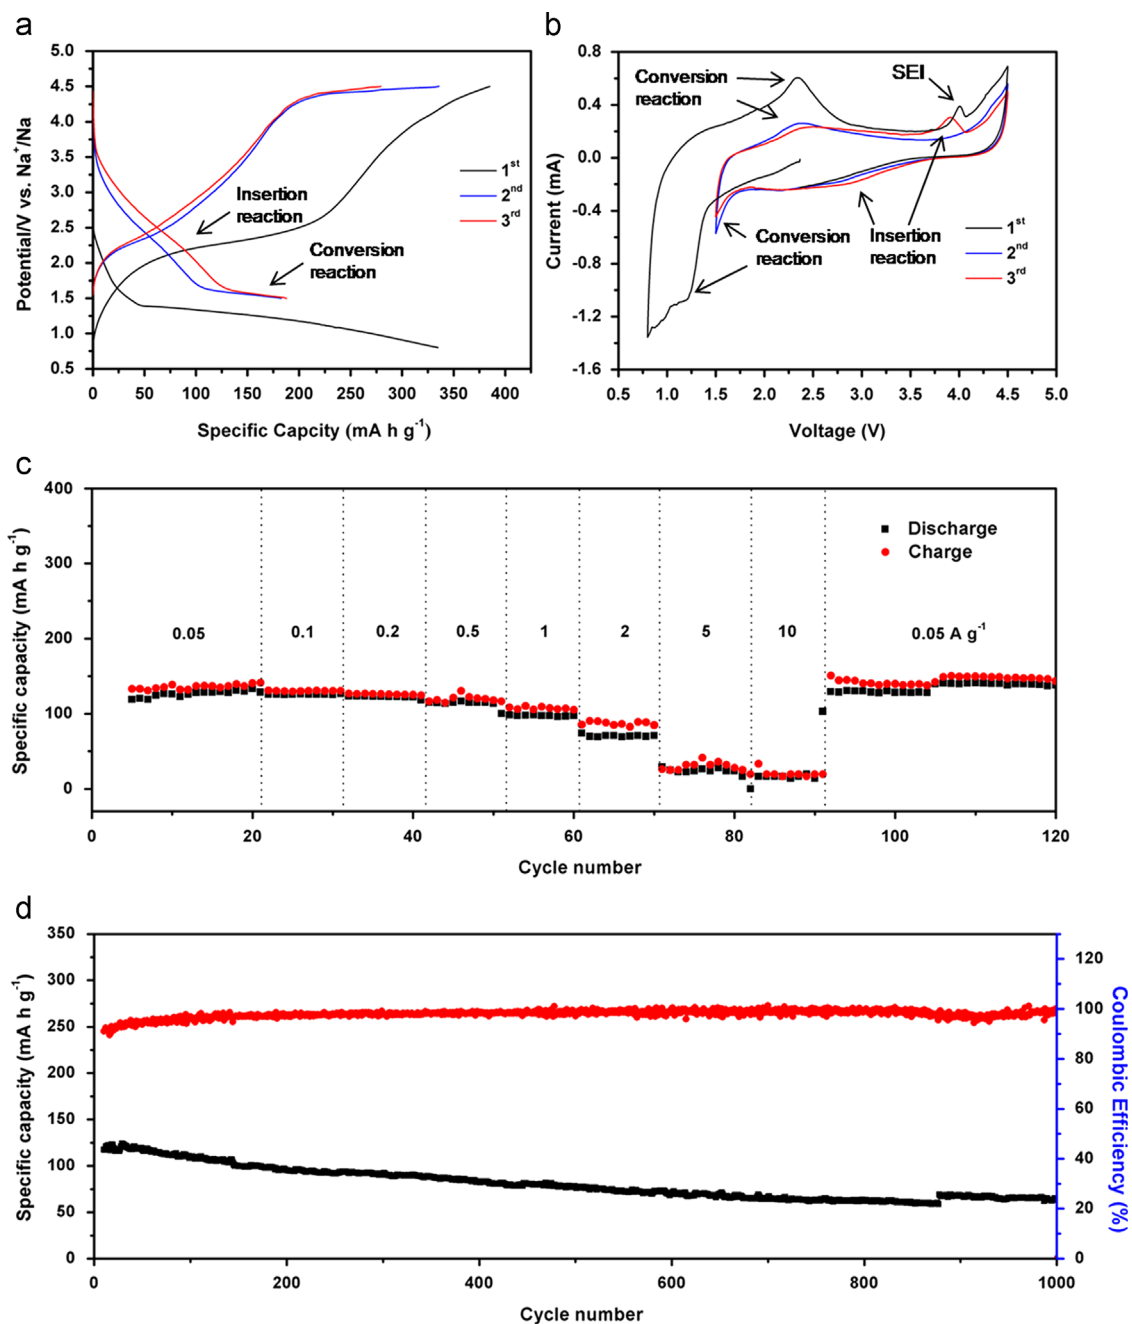 a
5.0
4.5
4.0
3.5
3.0
2.5
2.0
1.5
1.0
0.5
Potential/V vs. Na⁺/Na
0 50 100 150 200 250 300 350 400
Specific Capcity (mA h g⁻¹)
Insertion
reaction
Conversion
reaction
1ˢᵗ
2ⁿᵈ
3ʳᵈ
b
0.8
0.4
0.0
-0.4
-0.8
-1.2
-1.6
Current (mA)
0.5 1.0 1.5 2.0 2.5 3.0 3.5 4.0 4.5 5.0
Voltage (V)
Conversion
reaction
SEI
Conversion
reaction
Insertion
reaction
1ˢᵗ
2ⁿᵈ
3ʳᵈ
c
400
300
200
100
0
Specific capacity (mA h g⁻¹)
Discharge
Charge
0.05 0.1 0.2 0.5 1 2 5 10 0.05 A g⁻¹
0 20 40 60 80 100 120
Cycle number
d
350
300
250
200
150
100
50
0
Specific capacity (mA h g⁻¹)
120
100
80
60
40
20
0
Coulombic Efficiency (%)
0 200 400 600 800 1000
Cycle number